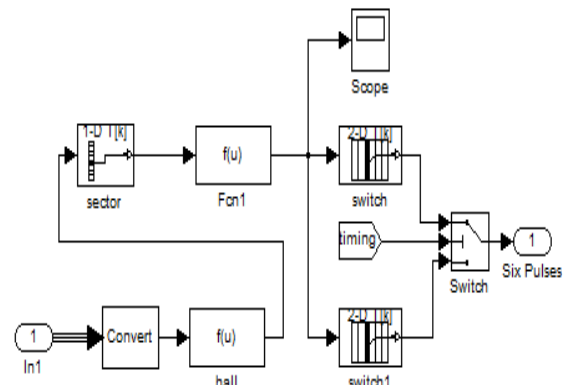 Scope
1-D T[k]
sector
f(u)
Fcn1
2-D T[k]
switch
timing
Switch
1
Six Pulses
1
In1
Convert
f(u)
hall
2-D T[k]
switch1